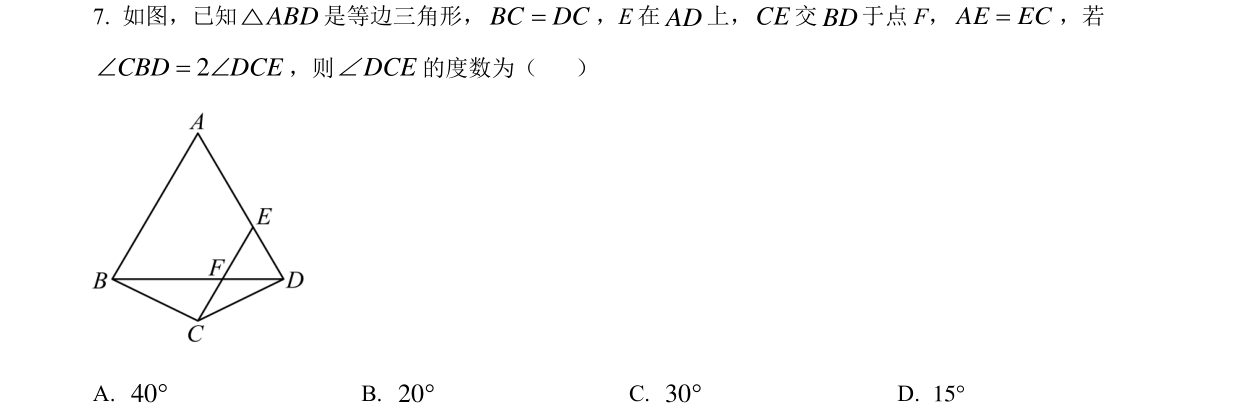 7. 如图，已知△ABD是等边三角形，BC=DC，E在AD上，CE交BD于点F，AE=EC，若
∠CBD=2∠DCE，则∠DCE的度数为（　　）
A
E
F
B
D
C
A. 40° B. 20° C. 30° D. 15°